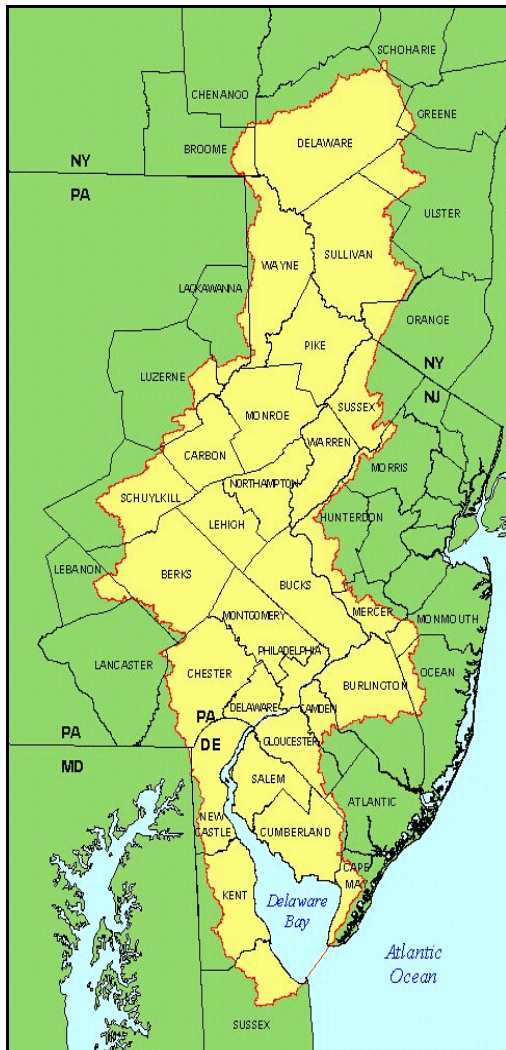 SCHOHARIE
CHENANGO
GREENE
DELAWARE
BROOME
NY
PA
ULSTER
SULLIVAN
WAYNE
LACKAWANNA
ORANGE
PIKE
NY
LUZERNE
NJ
SUSSEX
MONROE
WARREN
CARBON
MORRIS
NORTHAMPTON
SCHUYLKILL
HUNTERDON
LEHIGH
LEBANON
BERKS
BUCKS
MERCER
MONTGOMERY
MONMOUTH
PHILADELPHIA
LANCASTER
CHESTER
OCEAN
BURLINGTON
DELAWARE
CAMDEN
PA
PA
DE
GLOUCESTER
MD
SALEM
ATLANTIC
NEW
CASTLE
CUMBERLAND
CAPE
MA
KENT
Delaware
Bay
Atlantic
Ocean
SUSSEX